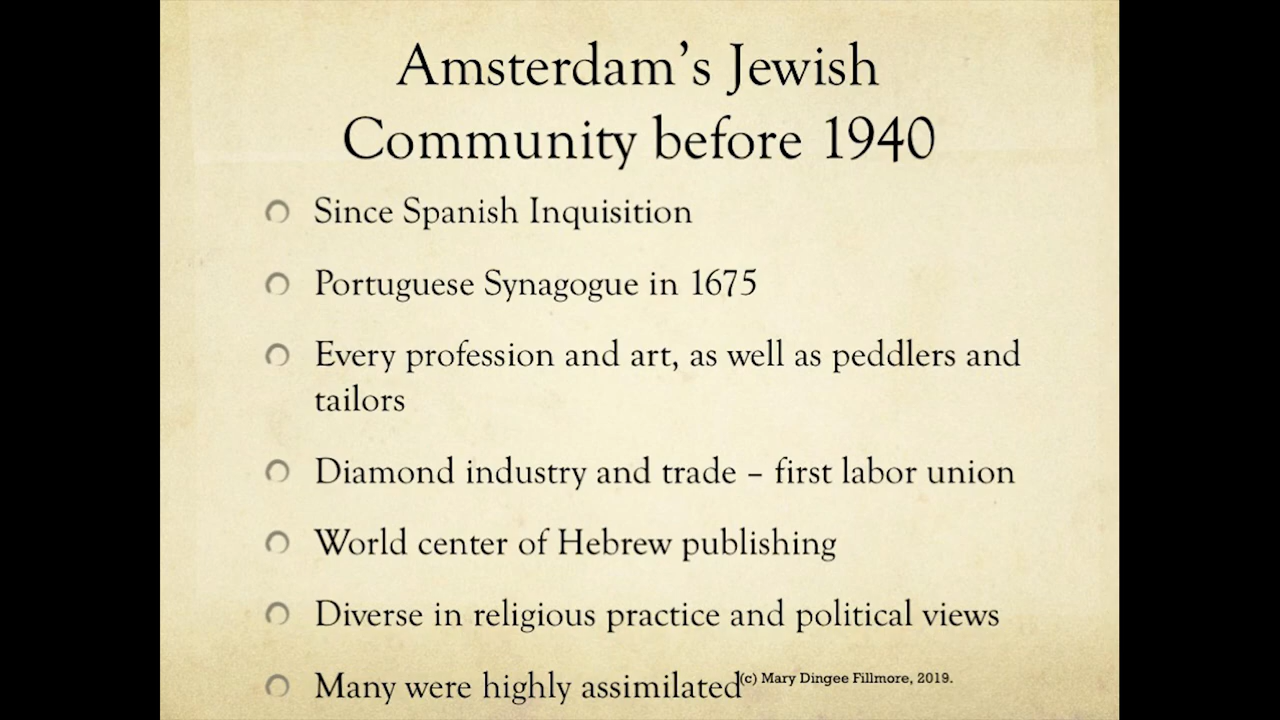 Amsterdam’s Jewish
Community before 1940
Since Spanish Inquisition
Portuguese Synagogue in 1675
Every profession and art, as well as peddlers and
tailors
Diamond industry and trade – first labor union
World center of Hebrew publishing
Diverse in religious practice and political views
Many were highly assimilated
(c) Mary Dingee Fillmore, 2019.